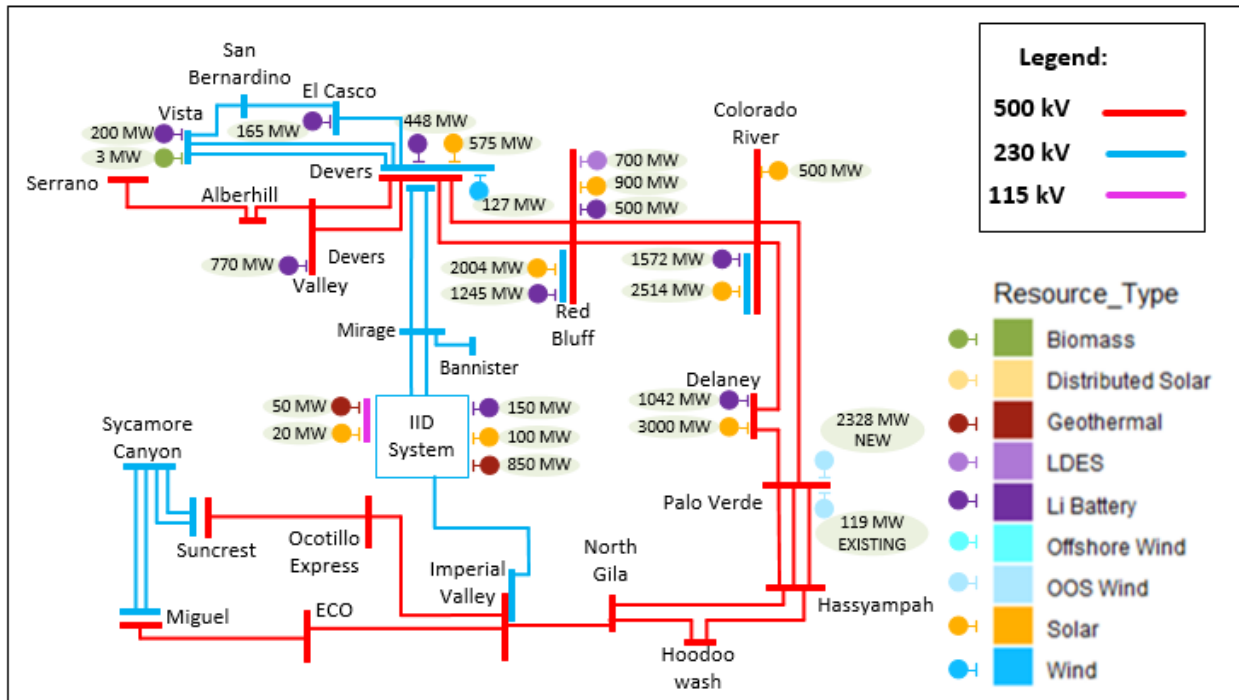 San
Bernardino
El Casco
Vista
200 MW
3 MW
165 MW
448 MW
575 MW
Devers
127 MW
Serrano
Alberhill
770 MW
Devers
Valley
Colorado
River
700 MW
900 MW
500 MW
500 MW
2004 MW
1245 MW
Red
Bluff
1572 MW
2514 MW
Mirage
Bannister
50 MW
20 MW
IID
System
150 MW
100 MW
850 MW
Delaney
1042 MW
3000 MW
2328 MW
NEW
Palo Verde
119 MW
EXISTING
Sycamore
Canyon
Suncrest
Ocotillo
Express
Imperial
Valley
North
Gila
Hassyampah
Miguel
ECO
Hoodoo
wash
Legend:
500 kV
230 kV
115 kV
Resource_Type
Biomass
Distributed Solar
Geothermal
LDES
Li Battery
Offshore Wind
OOS Wind
Solar
Wind